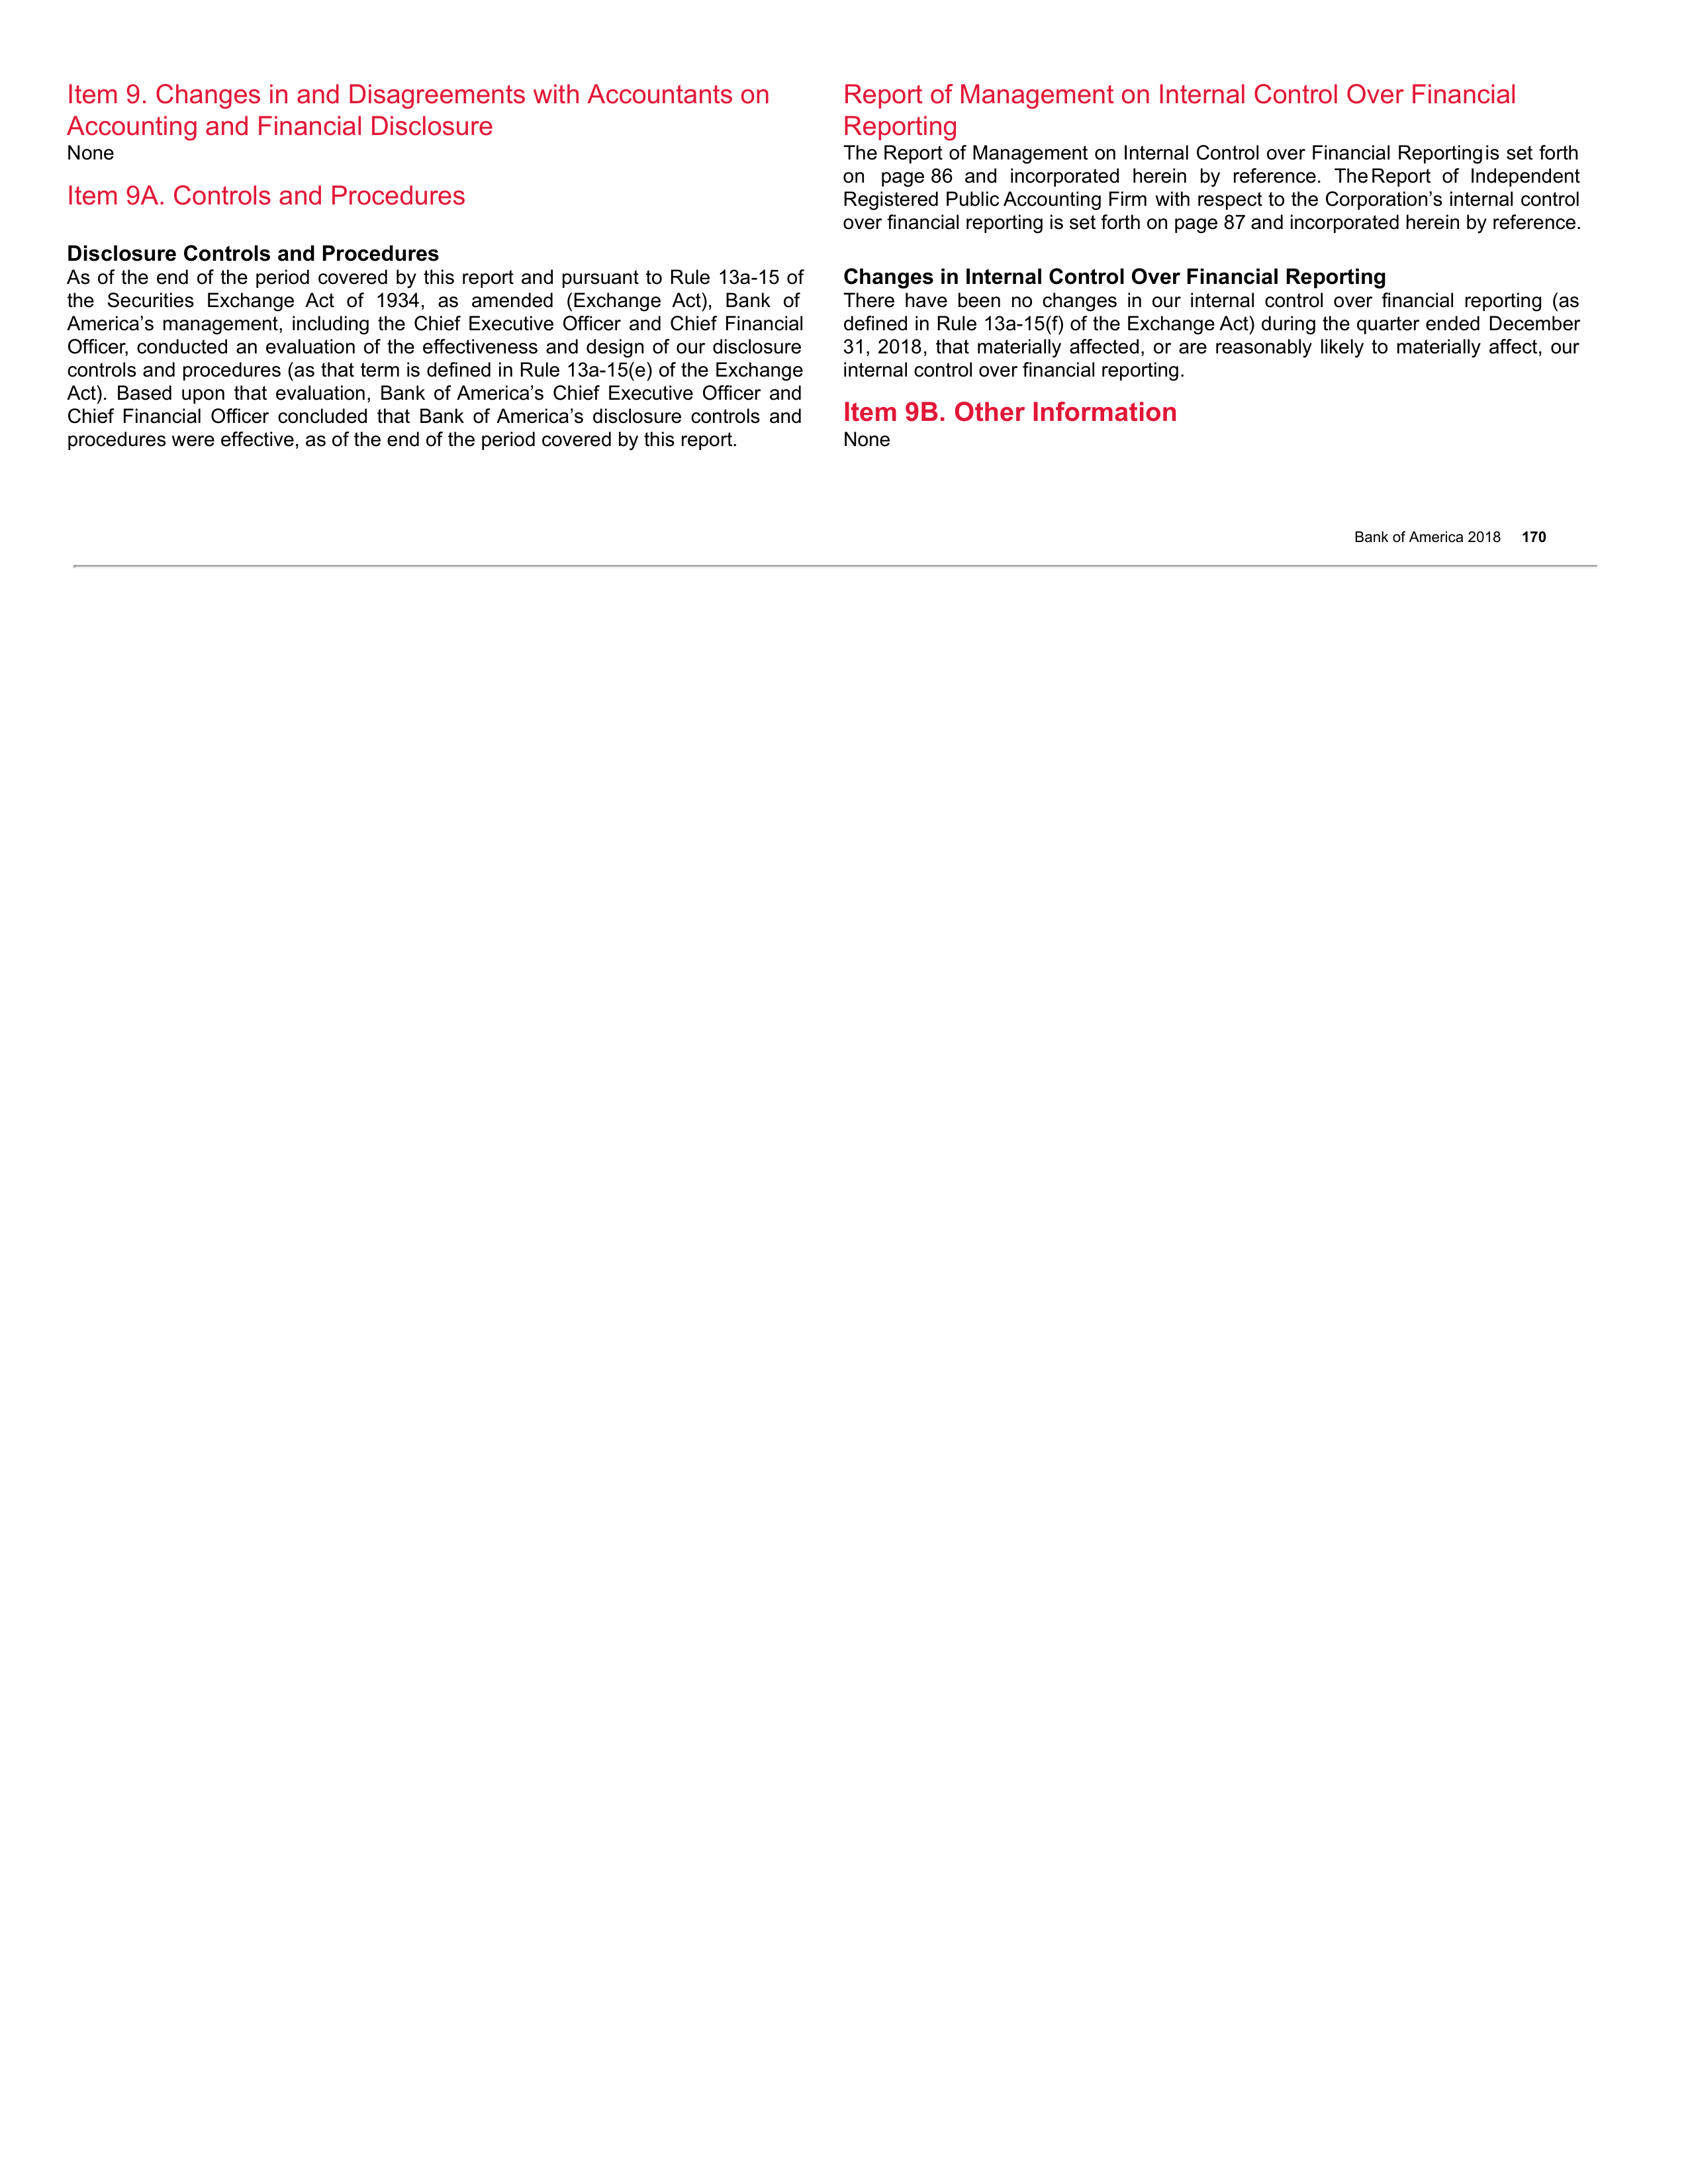 Item 9. Changes in and Disagreements with Accountants on
Accounting and Financial Disclosure
None
Item 9A. Controls and Procedures
Disclosure Controls and Procedures
As of the end of the period covered by this report and pursuant to Rule 13a-15 of
the Securities Exchange Act of 1934, as amended (Exchange Act), Bank of
America’s management, including the Chief Executive Officer and Chief Financial
Officer, conducted an evaluation of the effectiveness and design of our disclosure
controls and procedures (as that term is defined in Rule 13a-15(e) of the Exchange
Act). Based upon that evaluation, Bank of America’s Chief Executive Officer and
Chief Financial Officer concluded that Bank of America’s disclosure controls and
procedures were effective, as of the end of the period covered by this report.
Report of Management on Internal Control Over Financial
Reporting
The Report of Management on Internal Control over Financial Reporting is set forth
on page 86 and incorporated herein by reference. The Report of Independent
Registered Public Accounting Firm with respect to the Corporation’s internal control
over financial reporting is set forth on page 87 and incorporated herein by reference.
Changes in Internal Control Over Financial Reporting
There have been no changes in our internal control over financial reporting (as
defined in Rule 13a-15(f) of the Exchange Act) during the quarter ended December
31, 2018, that materially affected, or are reasonably likely to materially affect, our
internal control over financial reporting.
Item 9B. Other Information
None
Bank of America 2018 170